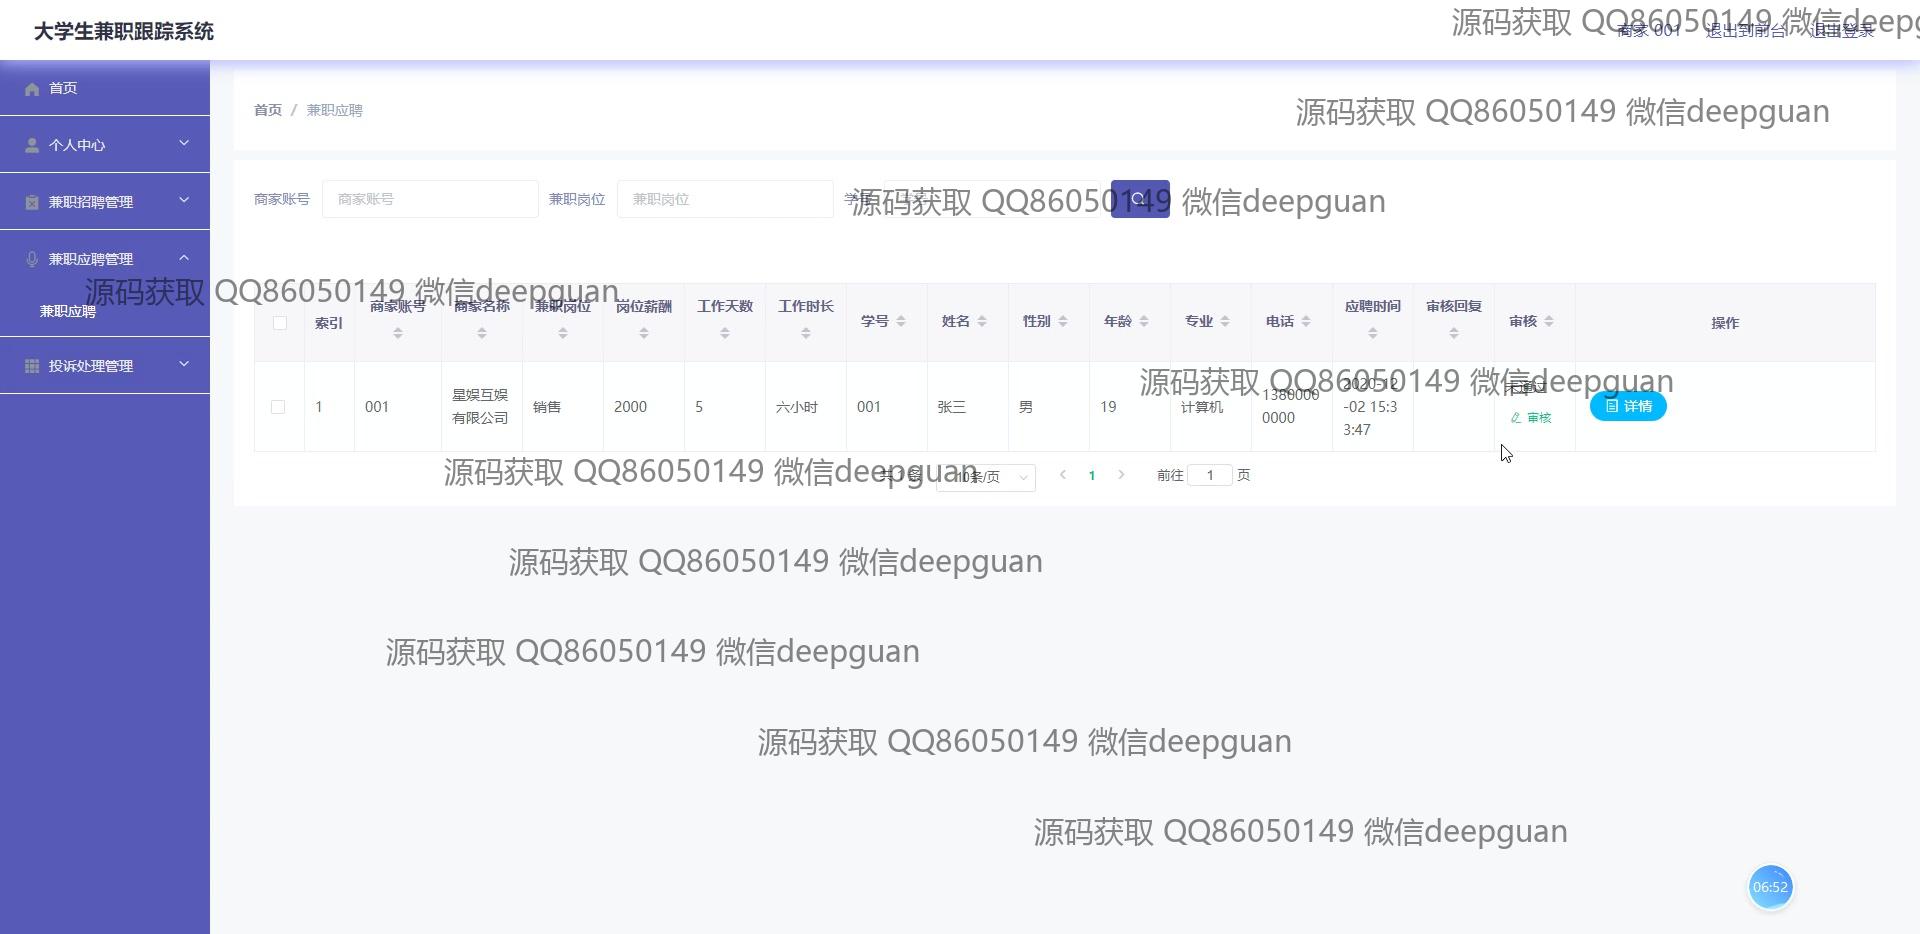 大学生兼职跟踪系统
源码获取 QQ86050149 微信deepg
商家 001 退出到前台 退出登录
首页
个人中心
兼职招聘管理
兼职应聘管理
兼职应聘
投诉处理管理
首页 / 兼职应聘
源码获取 QQ86050149 微信deepguan
商家账号 商家账号 兼职岗位 兼职岗位
源码获取 QQ86050149 微信deepguan
源码获取 QQ86050149 微信deepguan
索引 商家账号 商家名称 兼职岗位 岗位薪酬 工作天数 工作时长 学号 姓名 性别 年龄 专业 电话 应聘时间 审核回复 审核 操作
源码获取 QQ86050149 微信deepguan
1 001 星娱互娱有限公司 销售 2000 5 六小时 001 张三 男 19 计算机 13800000000 2020-12-02 15:33:47 未通过 审核 详情
源码获取 QQ86050149 微信deepguan
共 1 条 10条/页 1 前往 1 页
源码获取 QQ86050149 微信deepguan
源码获取 QQ86050149 微信deepguan
源码获取 QQ86050149 微信deepguan
源码获取 QQ86050149 微信deepguan
06:52